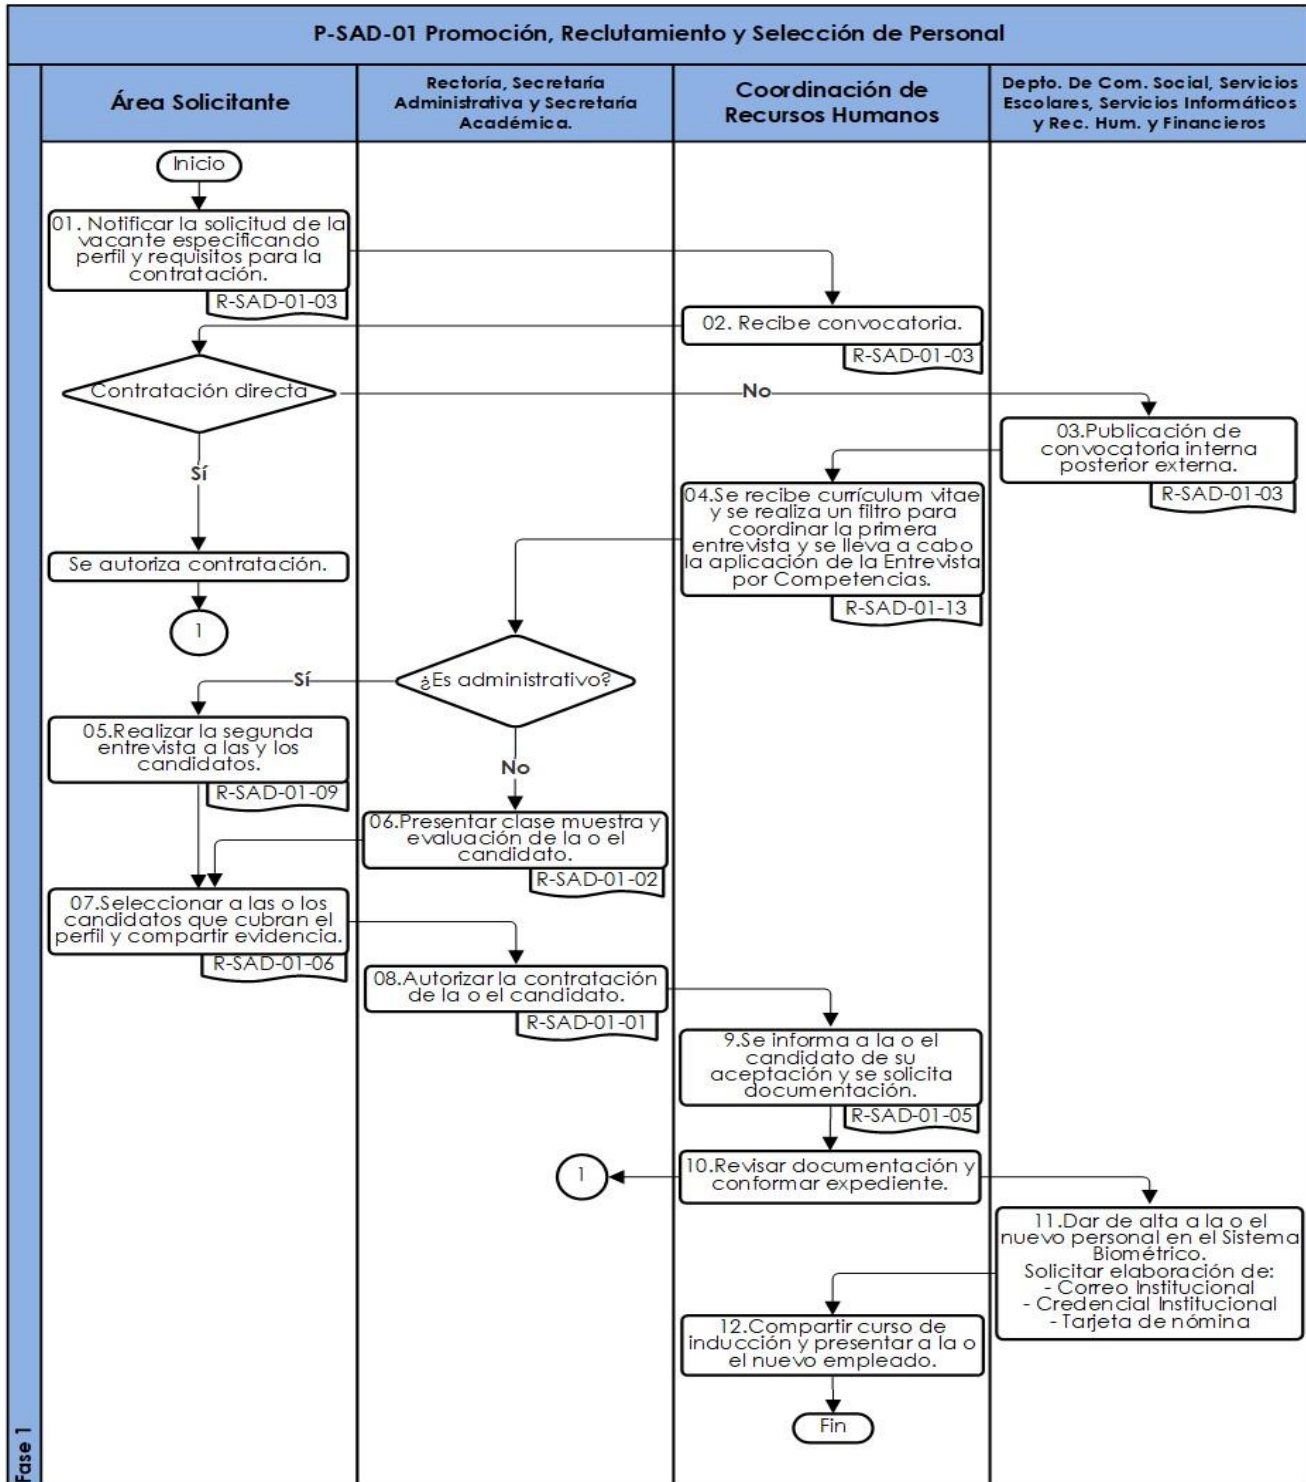 P-SAD-01 Promoción, Reclutamiento y Selección de Personal
Área Solicitante
Rectoría, Secretaría
Administrativa y Secretaría
Académica.
Coordinación de
Recursos Humanos
Depto. De Com. Social, Servicios
Escolares, Servicios Informáticos
y Rec. Hum. y Financieros
Inicio
01. Notificar la solicitud de la
vacante especificando
perfil y requisitos para la
contratación.
R-SAD-01-03
02. Recibe convocatoria.
R-SAD-01-03
Contratación directa
No
Sí
03.Publicación de
convocatoria interna
posterior externa.
R-SAD-01-03
04.Se recibe currículum vitae
y se realiza un filtro para
coordinar la primera
entrevista y se lleva a cabo
la aplicación de la Entrevista
por Competencias.
R-SAD-01-13
Se autoriza contratación.
1
¿Es administrativo?
Sí
No
05.Realizar la segunda
entrevista a las y los
candidatos.
R-SAD-01-09
06.Presentar clase muestra y
evaluación de la o el
candidato.
R-SAD-01-02
07.Seleccionar a las o los
candidatos que cubran el
perfil y compartir evidencia.
R-SAD-01-06
08.Autorizar la contratación
de la o el candidato.
R-SAD-01-01
9.Se informa a la o el
candidato de su
aceptación y se solicita
documentación.
R-SAD-01-05
1
10.Revisar documentación y
conformar expediente.
11.Dar de alta a la o el
nuevo personal en el Sistema
Biométrico.
Solicitar elaboración de:
- Correo Institucional
- Credencial Institucional
- Tarjeta de nómina
12.Compartir curso de
inducción y presentar a la o
el nuevo empleado.
Fin
Fase 1